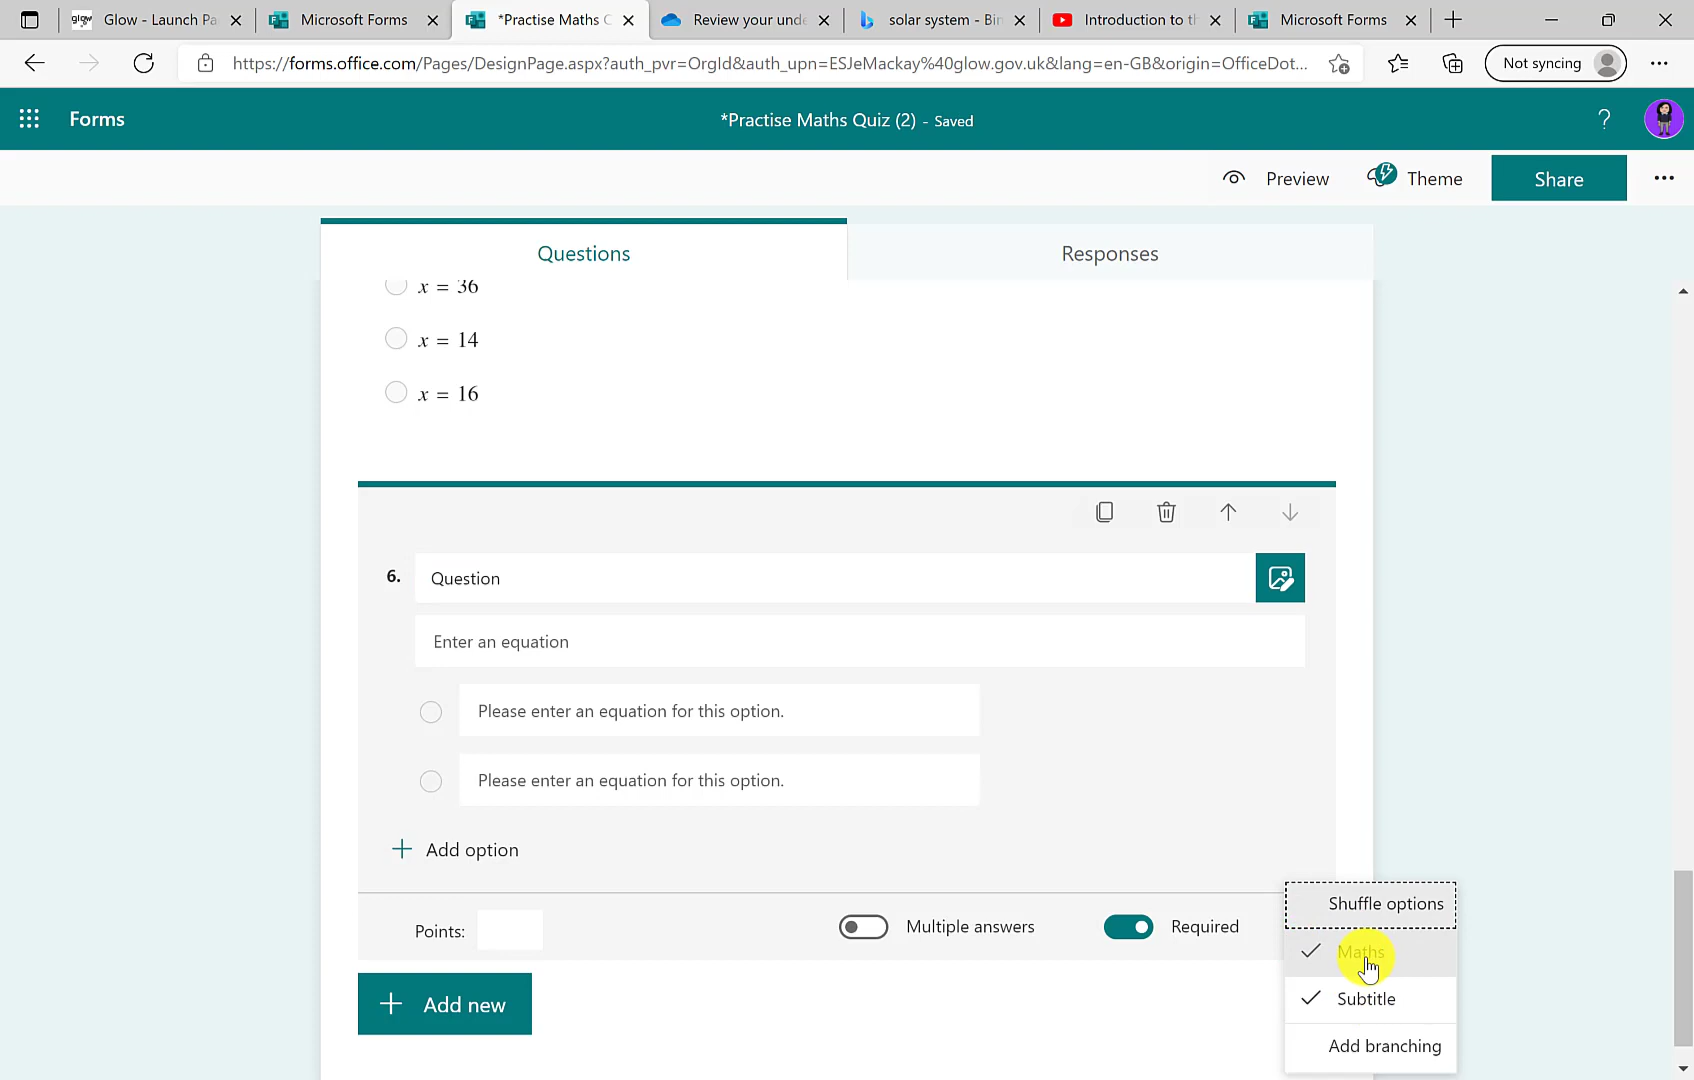 glow Glow - Launch Pa
Microsoft Forms
*Practise Maths Q
Review your unde
solar system - Bin
Introduction to th
Microsoft Forms
https://forms.office.com/Pages/DesignPage.aspx?auth_pvr=OrgId&auth_upn=ESJeMackay%40glow.gov.uk&lang=en-GB&origin=OfficeDot...
Not syncing
Forms
*Practise Maths Quiz (2) - Saved
?
Preview
Theme
Share
Questions
Responses
x = 36
x = 14
x = 16
6. Question
Enter an equation
Please enter an equation for this option.
Please enter an equation for this option.
Add option
Points:
Multiple answers
Required
Shuffle options
Maths
Subtitle
Add branching
Add new